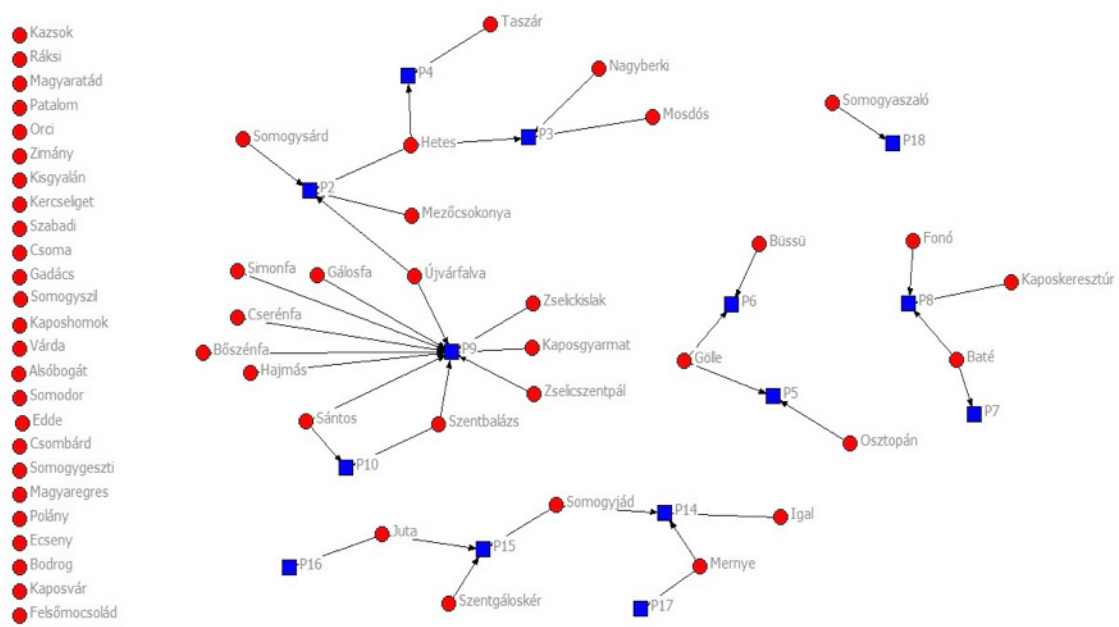 Kazsok
Ráksi
Magyaratád
Patalom
Orci
Zimány
Kisgyalán
Kercseliget
Szabadi
Csoma
Gadács
Somogyszil
Kaposhomok
Várda
Alsóbogát
Somodor
Edde
Csombárd
Somogygeszti
Magyaregres
Polány
Ecseny
Bodrog
Kaposvár
Felsőmocsolád
Taszár
P4
Nagyberki
Mosdós
Somogysárd
Hetes
P3
Somogyaszaló
P18
P2
Mezőcsokonya
Simonfa
Gálosfa
Újvárfalva
Büssü
Fonó
Kaposkeresztúr
Cserénfa
Zselickislak
P6
P8
Bőszénfa
P9
Kaposgyarmat
Hajmás
Gölle
Baté
Zselicszentpál
P5
P7
Sántos
Szentbalázs
Osztopán
P10
Somogyjád
P14
Igal
Juta
P15
P16
Mernye
Szentgáloskér
P17